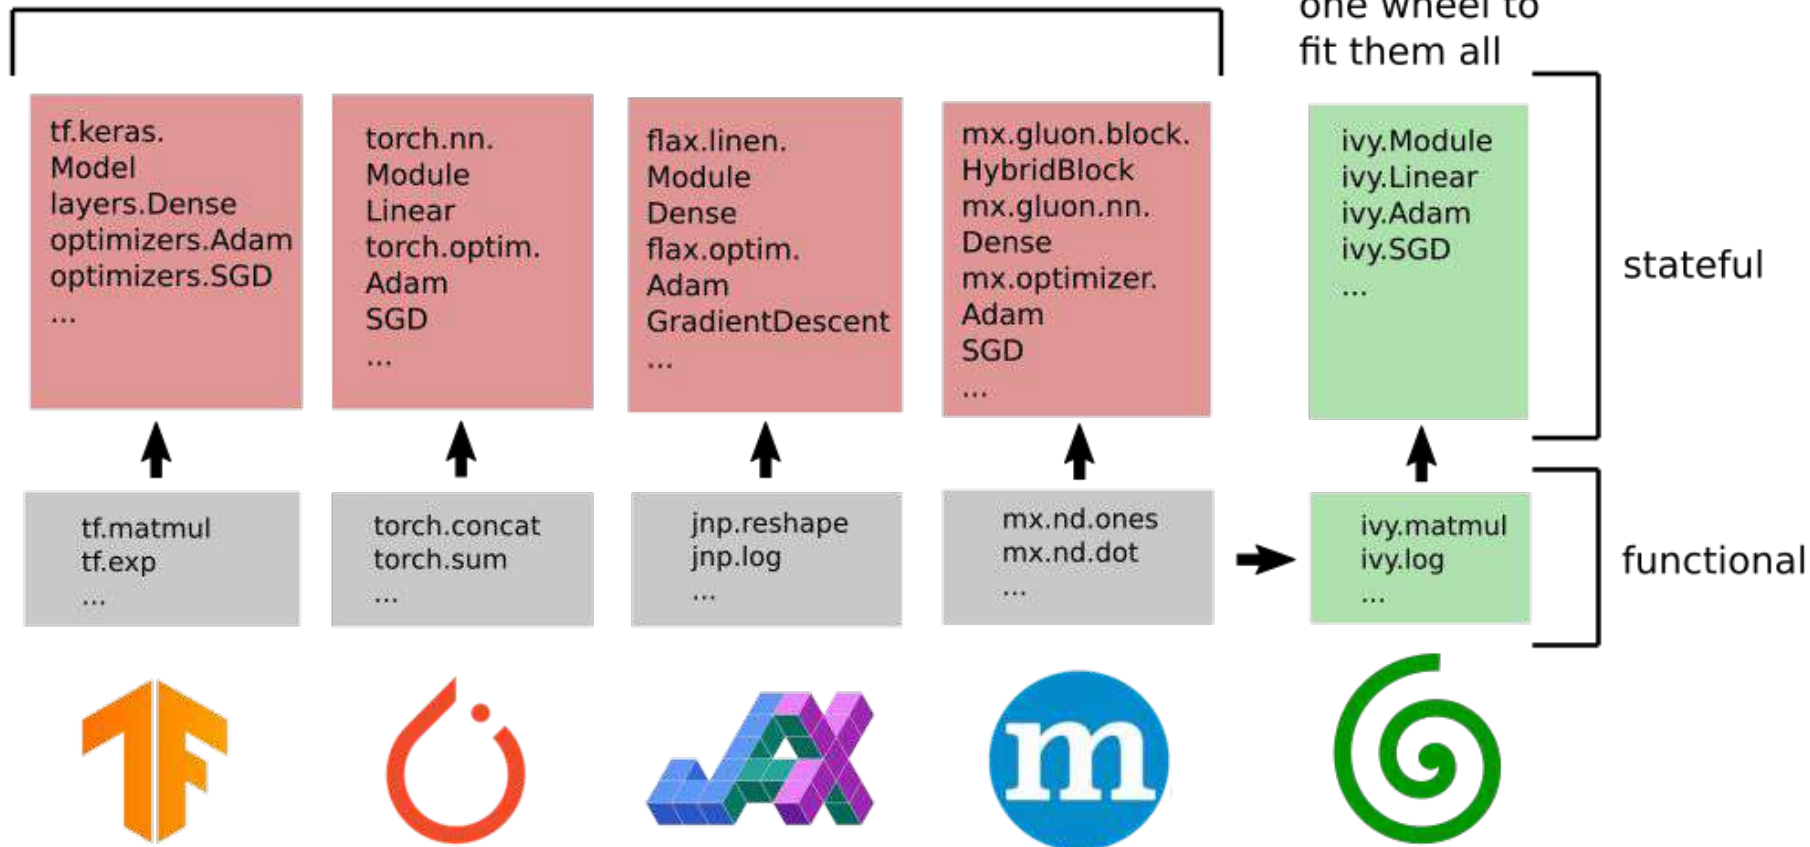 one wheel to
fit them all
tf.keras.
Model
layers.Dense
optimizers.Adam
optimizers.SGD
...
torch.nn.
Module
Linear
torch.optim.
Adam
SGD
...
flax.linen.
Module
Dense
flax.optim.
Adam
GradientDescent
...
mx.gluon.block.
HybridBlock
mx.gluon.nn.
Dense
mx.optimizer.
Adam
SGD
...
ivy.Module
ivy.Linear
ivy.Adam
ivy.SGD
...
stateful
tf.matmul
tf.exp
...
torch.concat
torch.sum
...
jnp.reshape
jnp.log
...
mx.nd.ones
mx.nd.dot
...
ivy.matmul
ivy.log
...
functional
TF
JAX
m